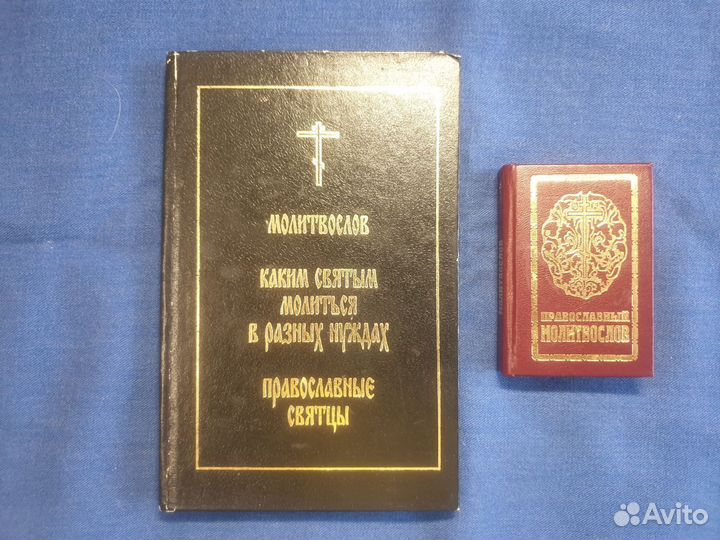 МОЛИТВОСЛОВ
КАКИМ СВЯТЫМ
МОЛИТЬСЯ
В РАЗНЫХ НУЖДАХ
ПРАВОСЛАВНЫЕ
СВЯТЦЫ
ПРАВОСЛАВНЫЙ
МОЛИТВОСЛОВ
Avito